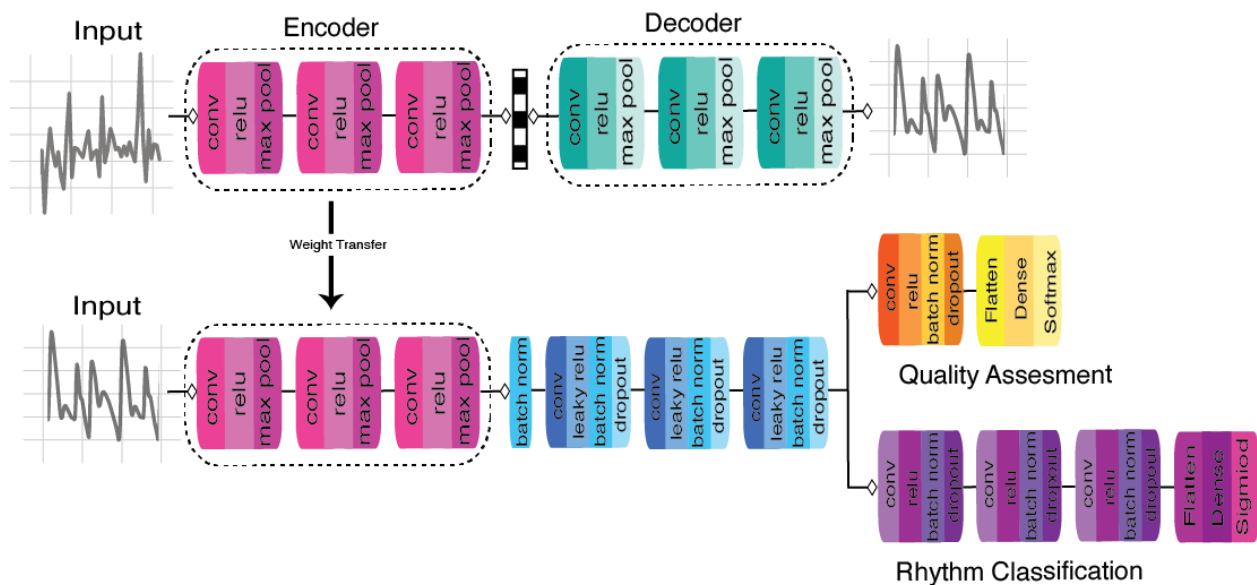 Input
Encoder
Decoder
conv
relu
max pool
conv
relu
max pool
conv
relu
max pool
conv
relu
max pool
conv
relu
max pool
conv
relu
max pool
Weight Transfer
Input
conv
relu
max pool
conv
relu
max pool
conv
relu
max pool
batch norm
conv
leaky relu
batch norm
dropout
conv
leaky relu
batch norm
dropout
conv
leaky relu
batch norm
dropout
conv
relu
batch norm
dropout
Flatten
Dense
Softmax
Quality Assesment
conv
relu
batch norm
dropout
conv
relu
batch norm
dropout
conv
relu
batch norm
dropout
Flatten
Dense
Sigmiod
Rhythm Classification